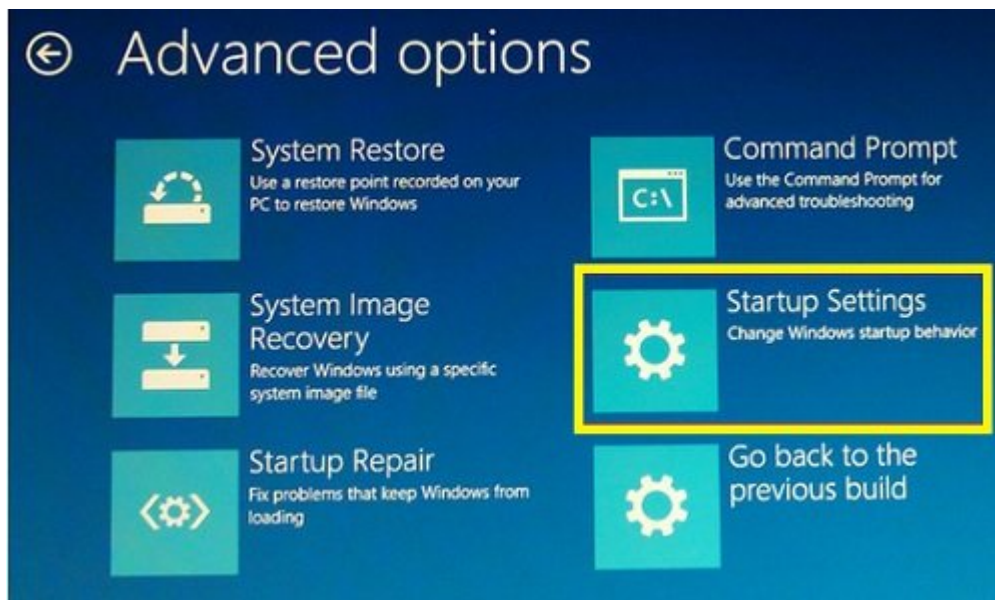 Advanced options
System Restore
Use a restore point recorded on your
PC to restore Windows
System Image
Recovery
Recover Windows using a specific
system image file
Startup Repair
Fix problems that keep Windows from
loading
Command Prompt
Use the Command Prompt for
advanced troubleshooting
C:\
Startup Settings
Change Windows startup behavior
Go back to the
previous build